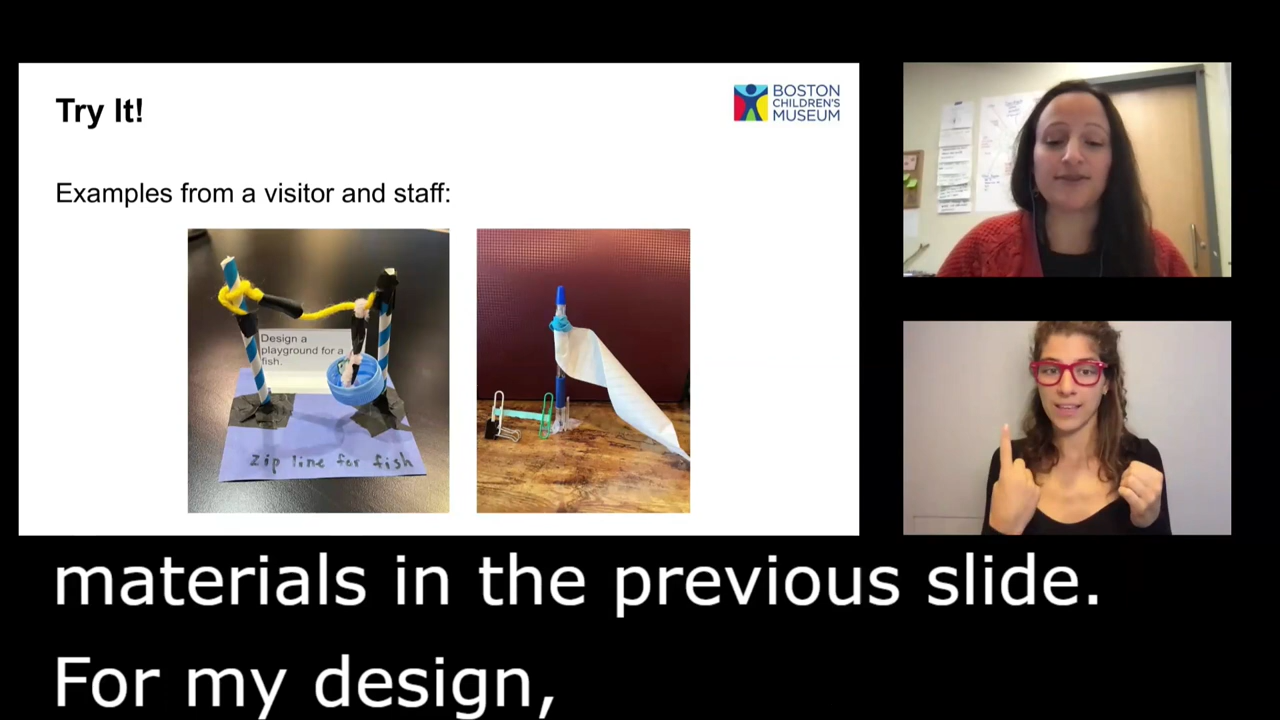 Try It!
BOSTON
CHILDREN'S
MUSEUM
Examples from a visitor and staff:
Design a
playground for a
fish.
Zip line for fish
materials in the previous slide.
For my design,